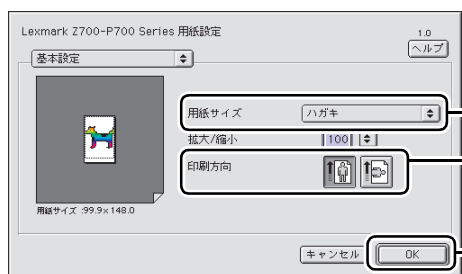 Lexmark Z700-P700 Series 用紙設定
1.0
基本設定
ヘルプ
用紙サイズ ハガキ
拡大/縮小 100
印刷方向
用紙サイズ :99.9×148.0
キャンセル OK